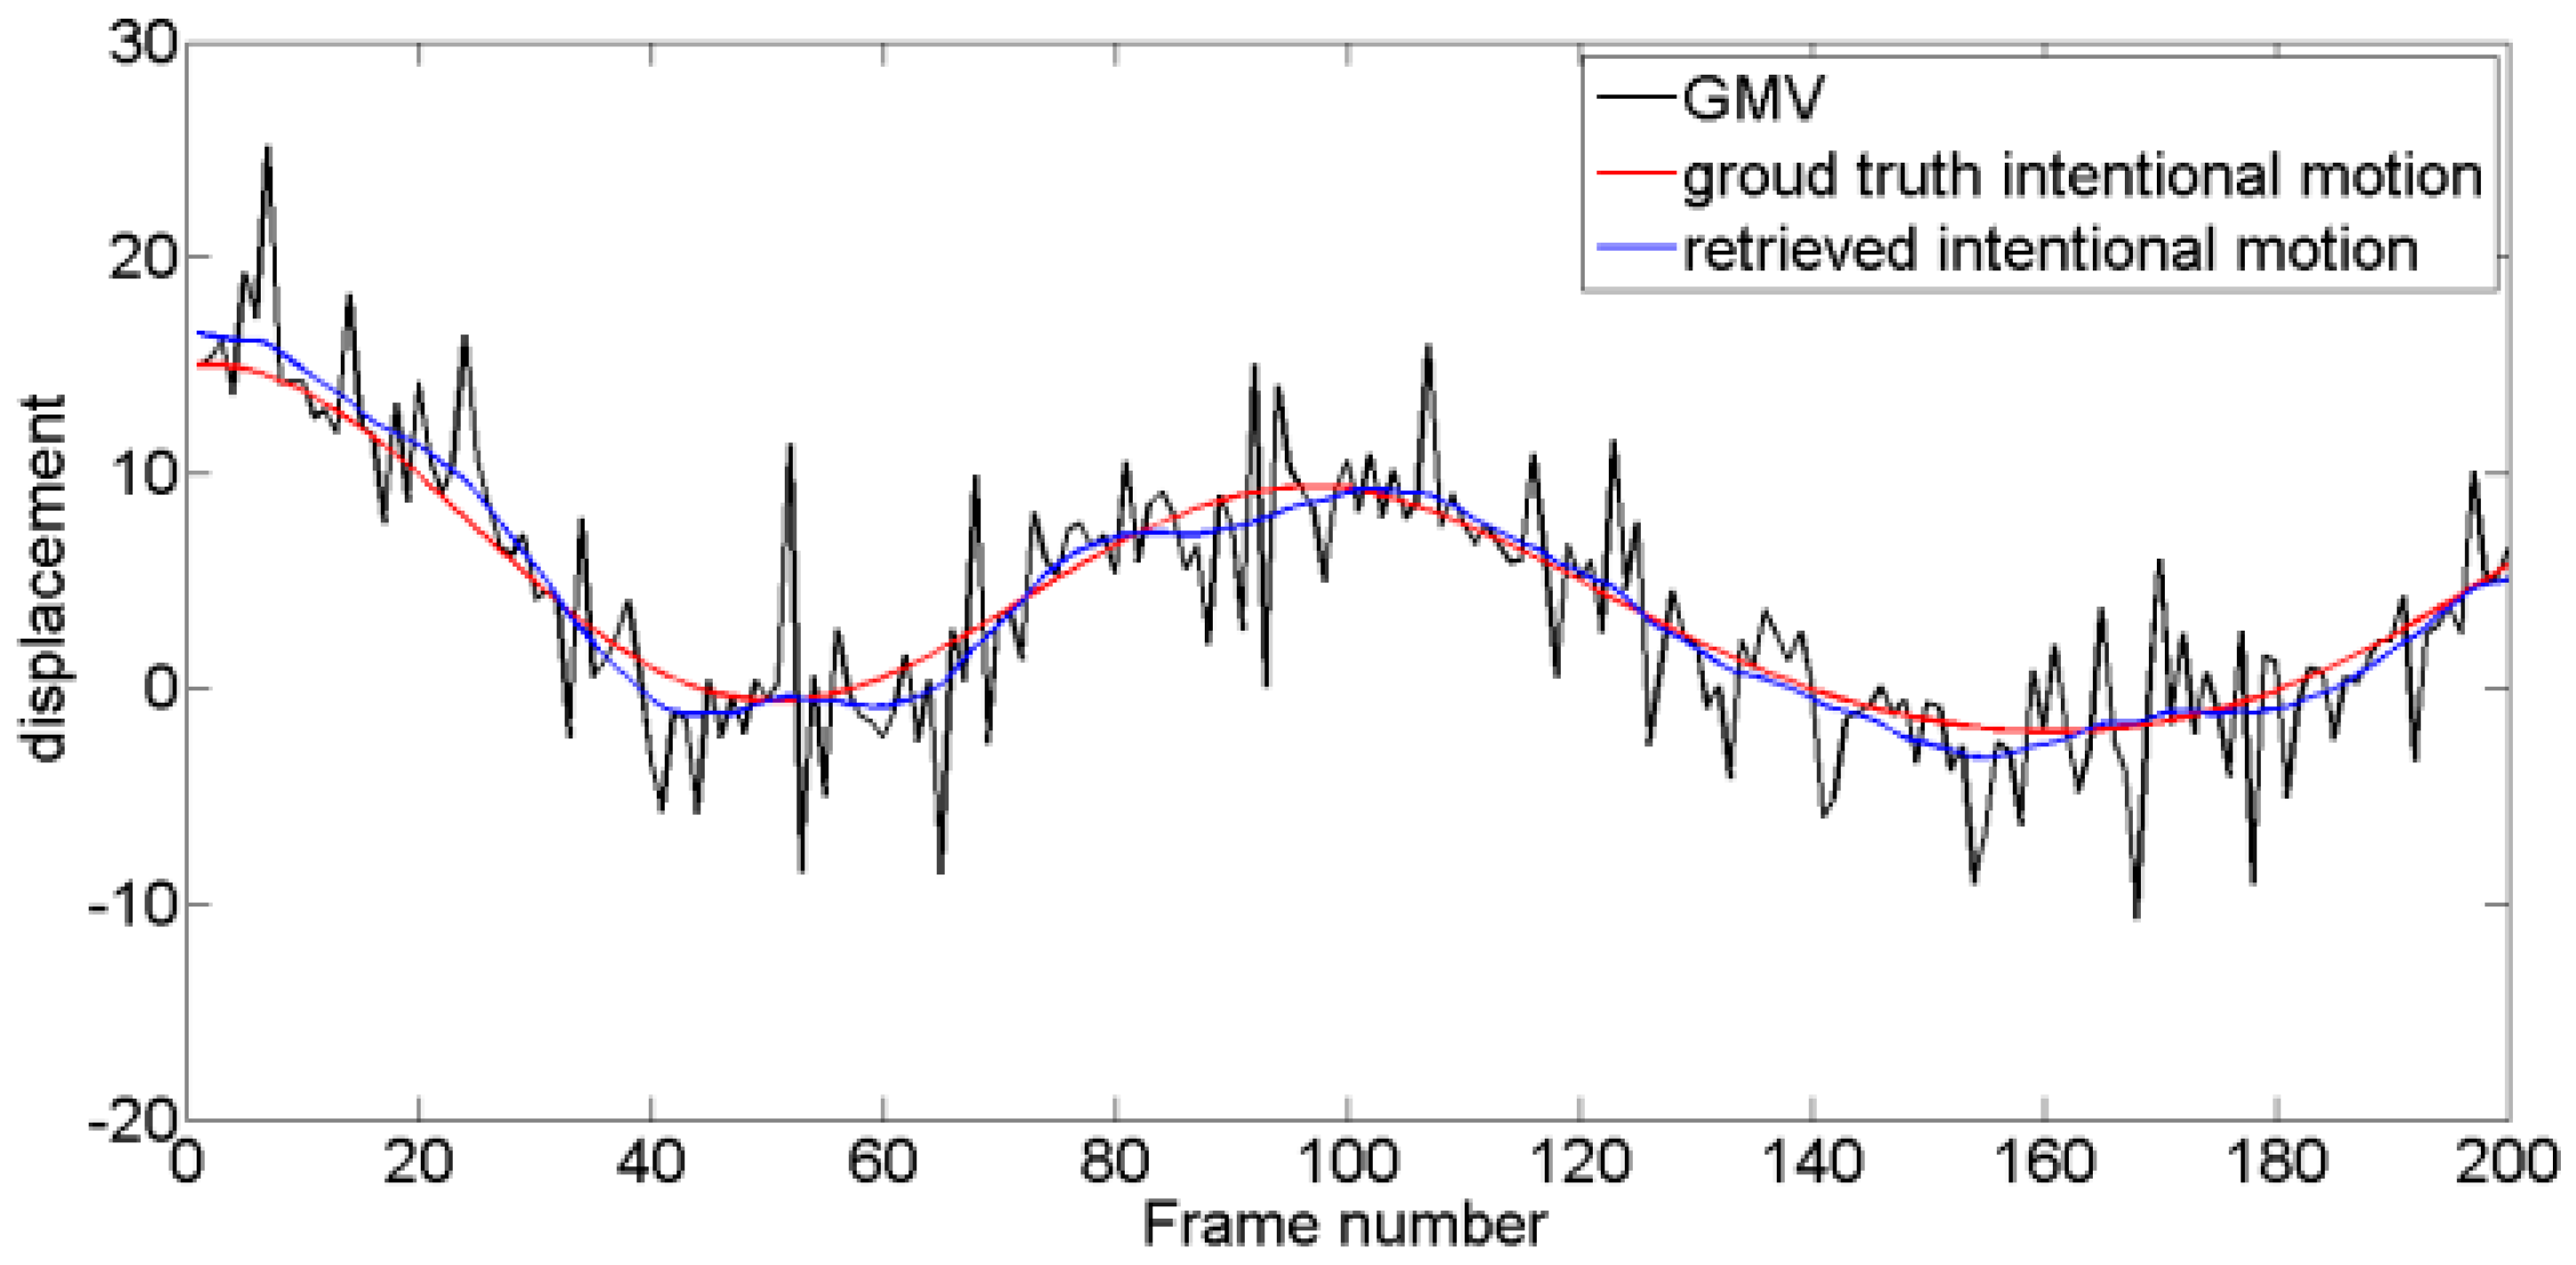 30
20
10
0
-10
-20
displacement
GMV
groud truth intentional motion
retrieved intentional motion
0 20 40 60 80 100 120 140 160 180 200
Frame number